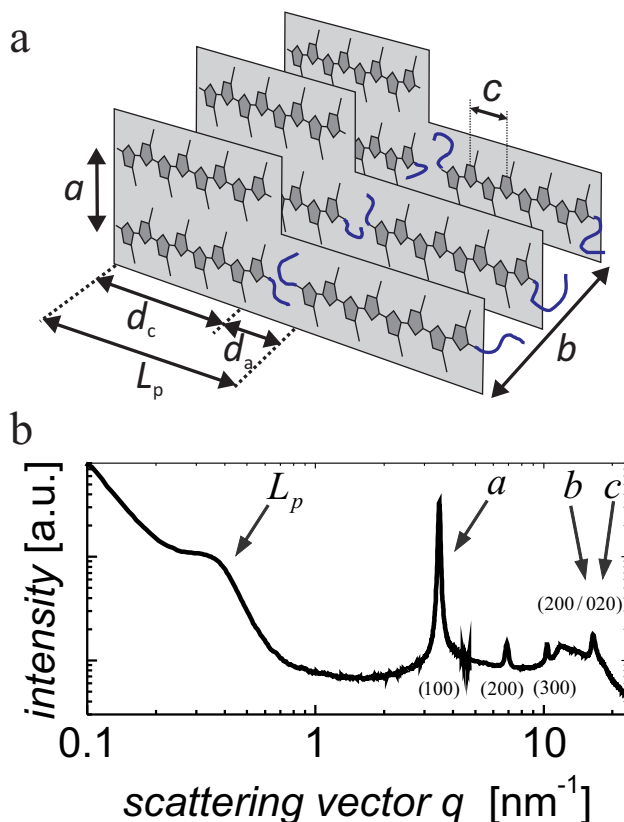 a
c
a
d_c
d_a
L_p
b
b
intensity [a.u.]
L_p
a
b
c
(200/020)
(100)
(200)
(300)
0.1
1
10
scattering vector q [nm⁻¹]